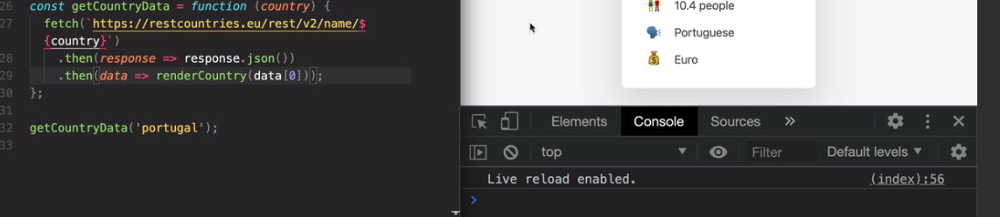 26 const getCountryData = function (country) {
27 fetch(`https://restcountries.eu/rest/v2/name/$
{country}`)
28 .then(response => response.json())
29 .then(data => renderCountry(data[0]));
30 };
31
32 getCountryData('portugal');
33
10.4 people
Portuguese
Euro
Elements Console Sources »
top Filter Default levels
Live reload enabled. (index):56
>